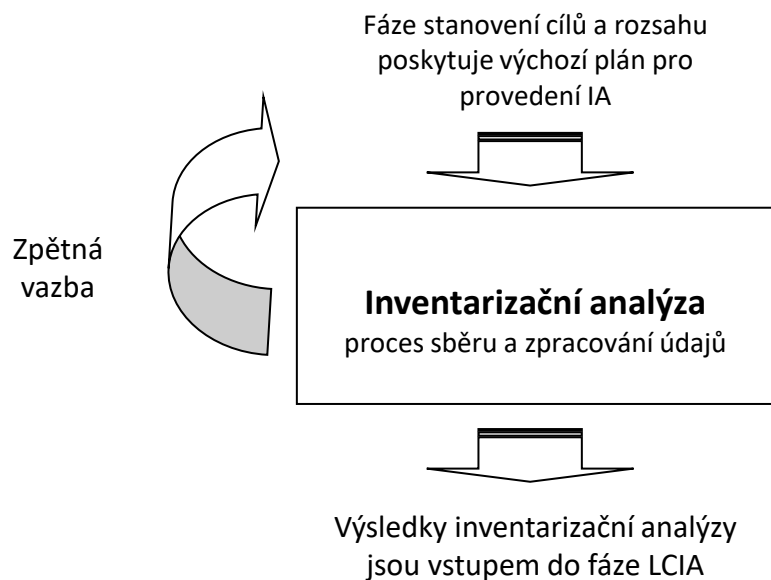 Fáze stanovení cílů a rozsahu
poskytuje výchozí plán pro
provedení IA
Zpětná
vazba
Inventarizační analýza
proces sběru a zpracování údajů
Výsledky inventarizační analýzy
jsou vstupem do fáze LCIA